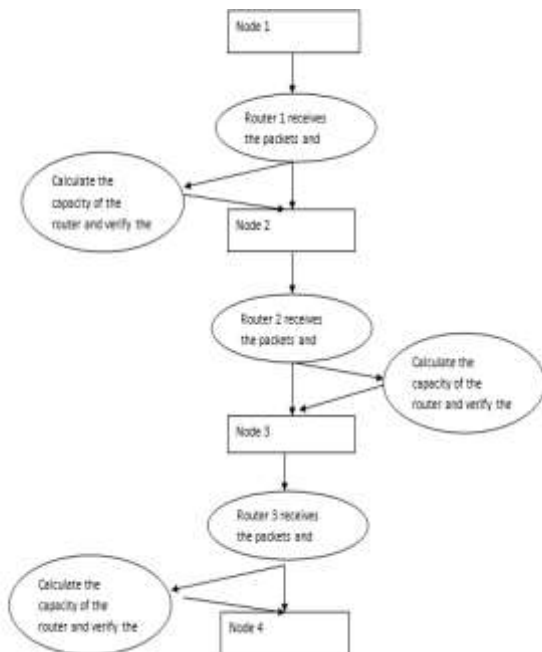 Node 1
Router 1 receives
the packets and
Calculate the
capacity of the
router and verify the
Node 2
Router 2 receives
the packets and
Calculate the
capacity of the
router and verify the
Node 3
Router 3 receives
the packets and
Calculate the
capacity of the
router and verify the
Node 4